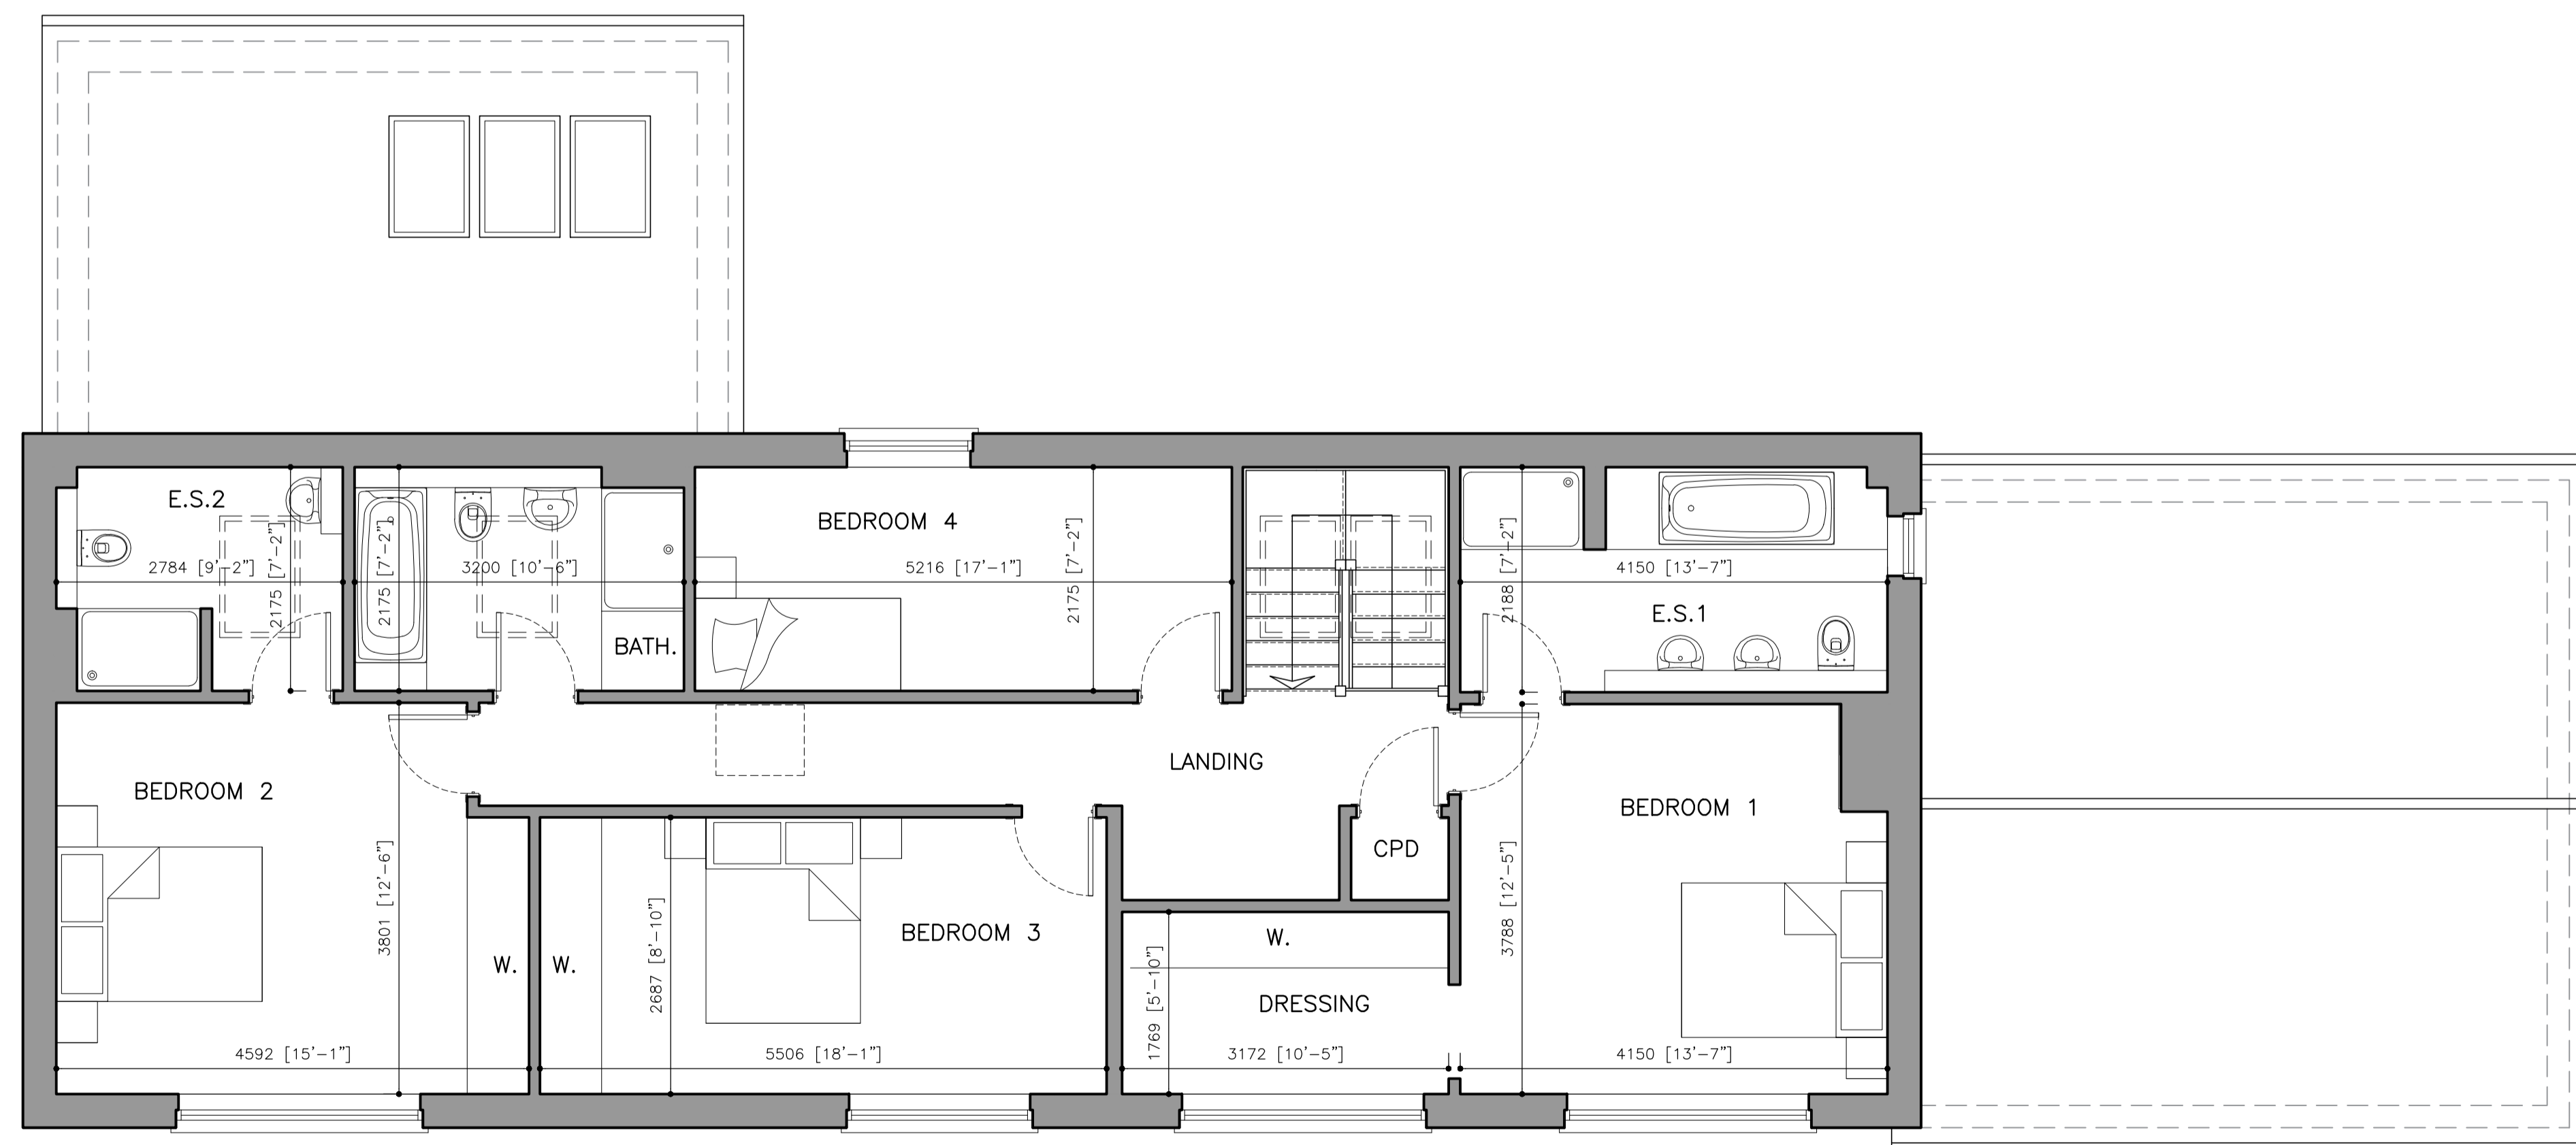 E.S.2
2784 [9'-2"]
2175 [7'-2"]
2175 [7'-2"]
3200 [10'-6"]
BATH.
BEDROOM 4
5216 [17'-1"]
2175 [7'-2"]
2188 [7'-2"]
4150 [13'-7"]
E.S.1
BEDROOM 2
3801 [12'-6"]
4592 [15'-1"]
W.
W.
2687 [8'-10"]
BEDROOM 3
5506 [18'-1"]
LANDING
CPD
W.
DRESSING
1769 [5'-10"]
3172 [10'-5"]
BEDROOM 1
3788 [12'-5"]
4150 [13'-7"]